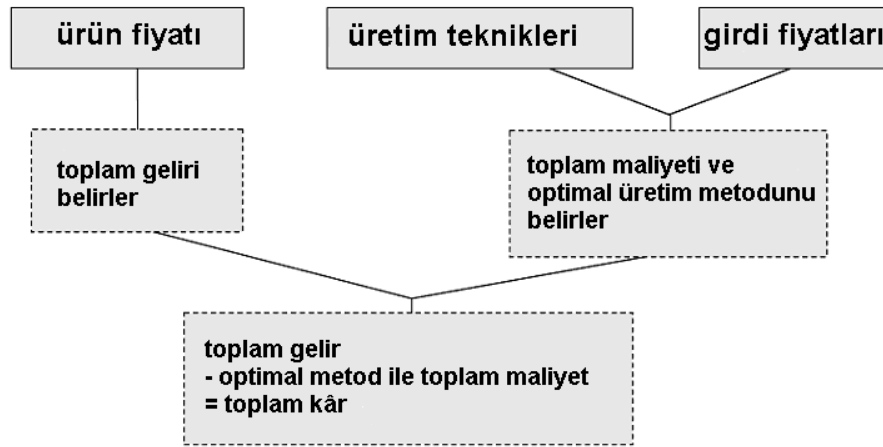 ürün fiyatı
üretim teknikleri
girdi fiyatları
toplam geliri
belirler
toplam maliyeti ve
optimal üretim metodunu
belirler
toplam gelir
- optimal metod ile toplam maliyet
= toplam kâr